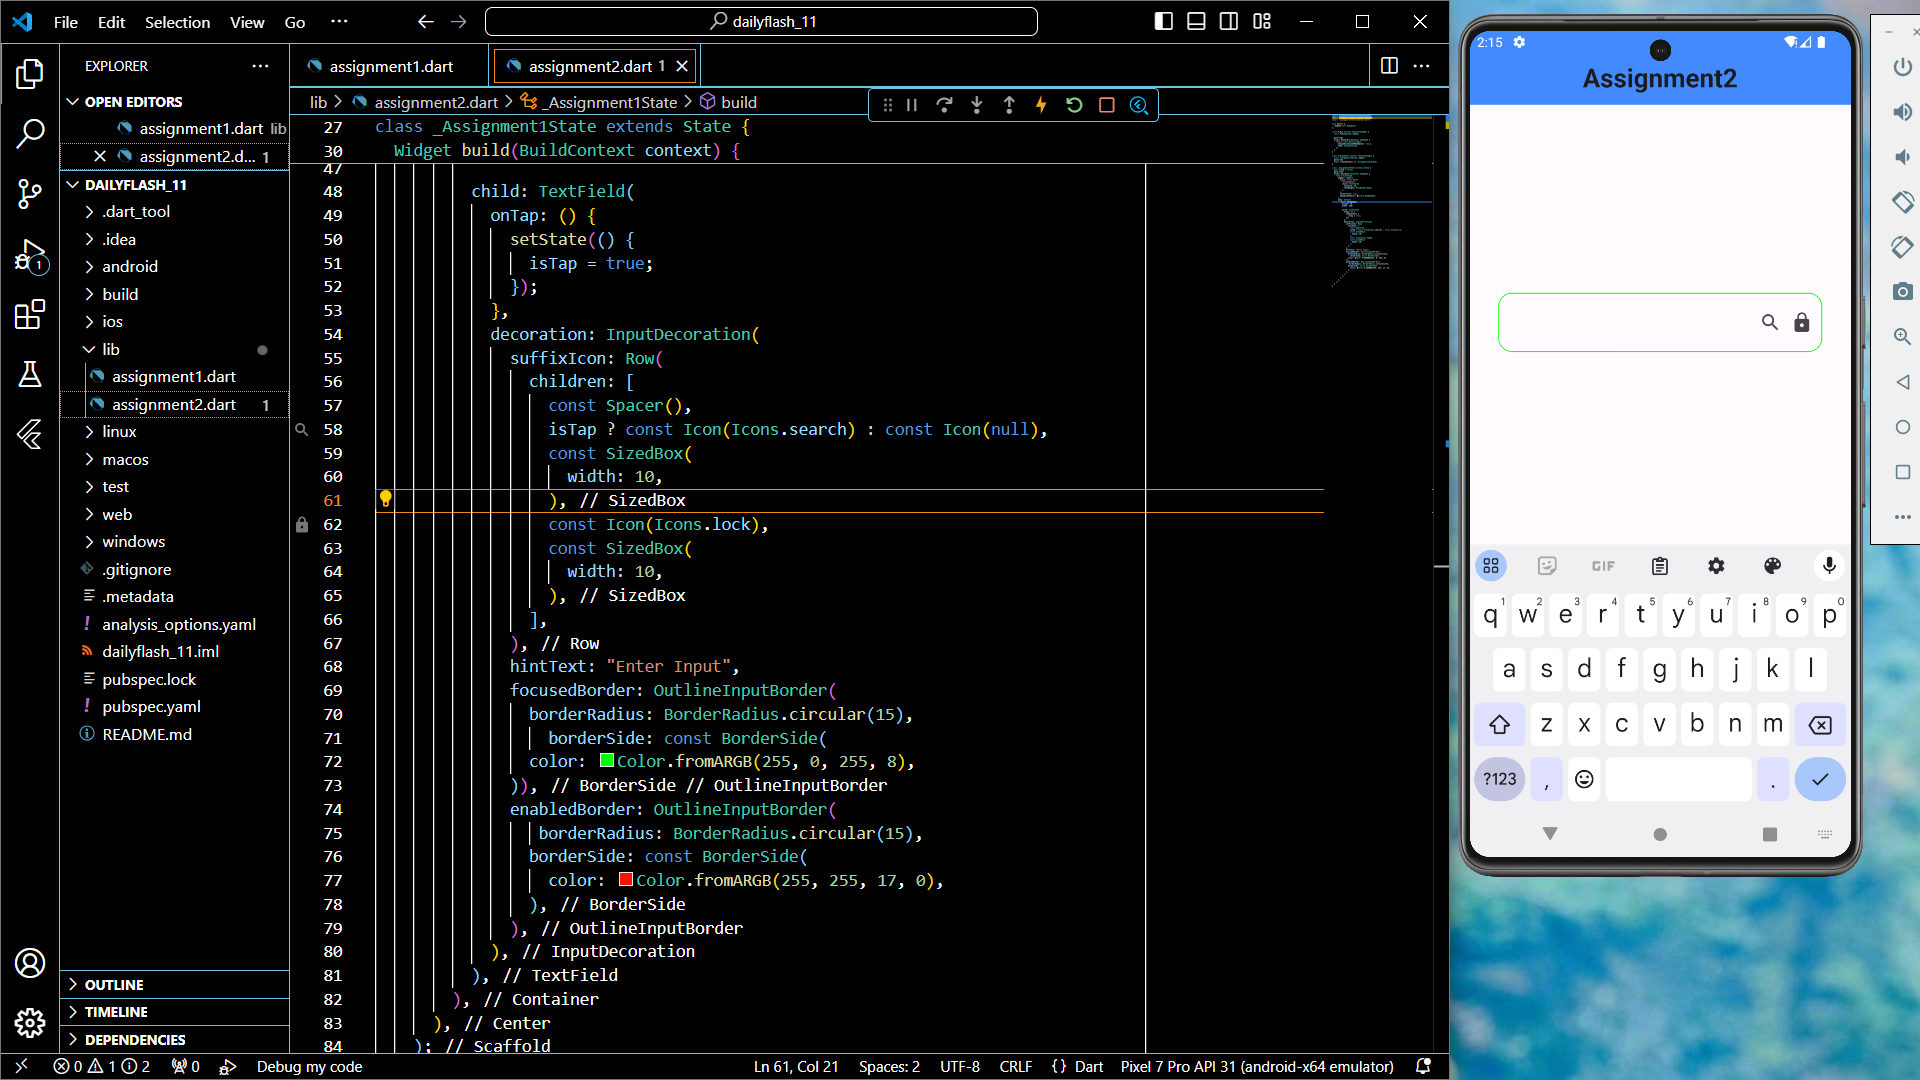 File Edit Selection View Go ··· dailyflash_11
EXPLORER
OPEN EDITORS
assignment1.dart lib
assignment2.d... 1
DAILYFLASH_11
.dart_tool
.idea
android
build
ios
lib
assignment1.dart
assignment2.dart 1
linux
macos
test
web
windows
.gitignore
.metadata
analysis_options.yaml
dailyflash_11.iml
pubspec.lock
pubspec.yaml
README.md
OUTLINE
TIMELINE
DEPENDENCIES
1
assignment1.dart assignment2.dart 1
lib > assignment2.dart > _Assignment1State > build
27 class _Assignment1State extends State {
30 Widget build(BuildContext context) {
47
48 child: TextField(
49 onTap: () {
50 setState(() {
51 isTap = true;
52 });
53 },
54 decoration: InputDecoration(
55 suffixIcon: Row(
56 children: [
57 const Spacer(),
58 isTap ? const Icon(Icons.search) : const Icon(null),
59 const SizedBox(
60 width: 10,
61 ), // SizedBox
62 const Icon(Icons.lock),
63 const SizedBox(
64 width: 10,
65 ), // SizedBox
66 ],
67 ), // Row
68 hintText: "Enter Input",
69 focusedBorder: OutlineInputBorder(
70 borderRadius: BorderRadius.circular(15),
71 borderSide: const BorderSide(
72 color: Color.fromARGB(255, 0, 255, 8),
73 )), // BorderSide // OutlineInputBorder
74 enabledBorder: OutlineInputBorder(
75 borderRadius: BorderRadius.circular(15),
76 borderSide: const BorderSide(
77 color: Color.fromARGB(255, 255, 17, 0),
78 ), // BorderSide
79 ), // OutlineInputBorder
80 ), // InputDecoration
81 ), // TextField
82 ), // Container
83 ), // Center
84 ); // Scaffold
0 1 2 0 Debug my code Ln 61, Col 21 Spaces: 2 UTF-8 CRLF {} Dart Pixel 7 Pro API 31 (android-x64 emulator)
2:15
Assignment2
GIF
q1 w2 e3 r4 t5 y6 u7 i8 o9 p0
a s d f g h j k l
z x c v b n m
?123 , .